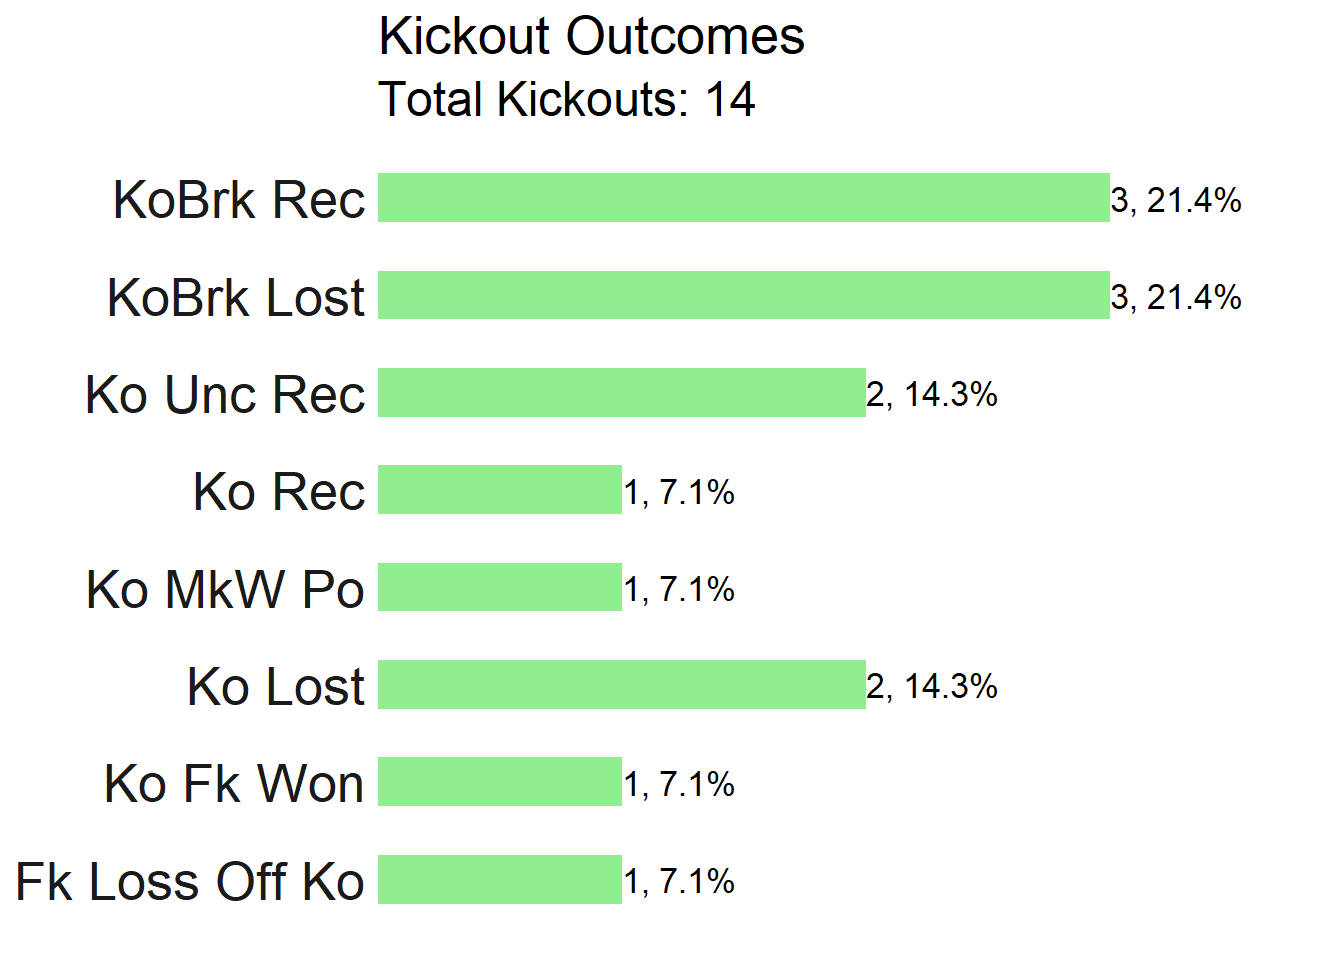 Kickout Outcomes
Total Kickouts: 14
KoBrk Rec 3, 21.4%
KoBrk Lost 3, 21.4%
Ko Unc Rec 2, 14.3%
Ko Rec 1, 7.1%
Ko MkW Po 1, 7.1%
Ko Lost 2, 14.3%
Ko Fk Won 1, 7.1%
Fk Loss Off Ko 1, 7.1%